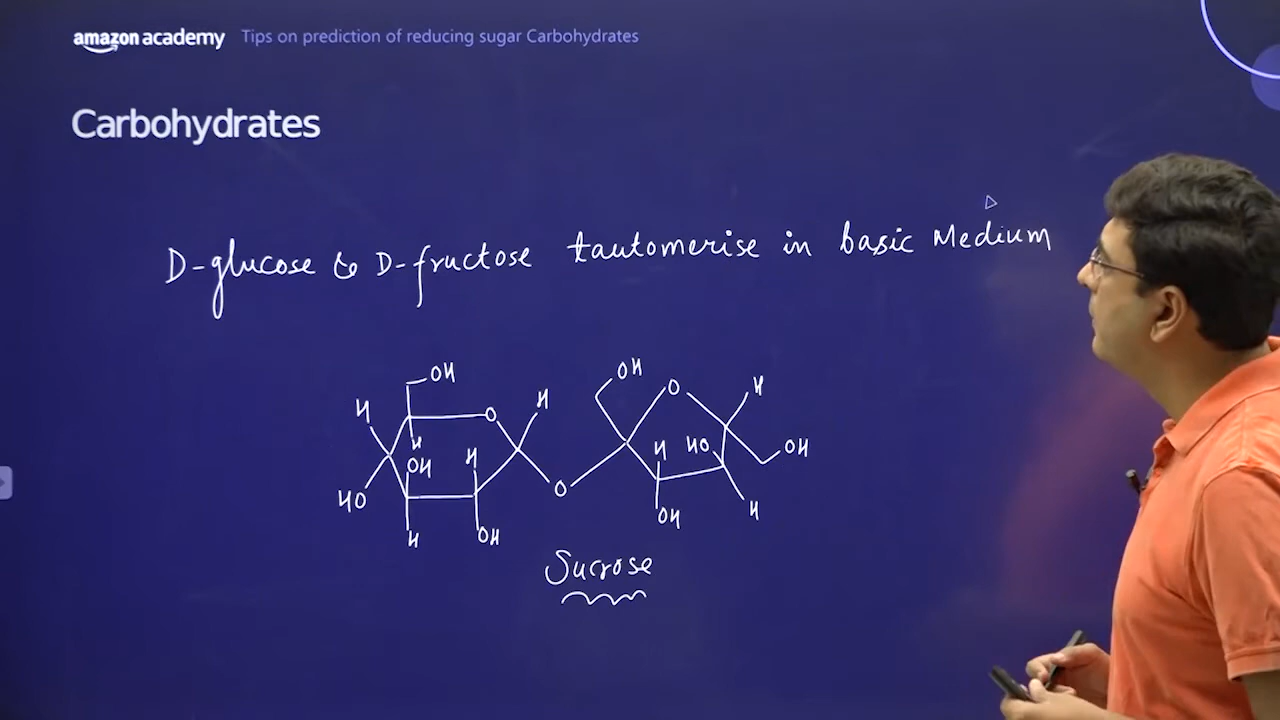 amazon academy Tips on prediction of reducing sugar Carbohydrates
Carbohydrates
D-glucose & D-fructose tautomerise in basic Medium
OH
OH
H
O
H
O
H
H
OH
H
H
HO
OH
HO
O
H
OH
OH
H
Sucrose